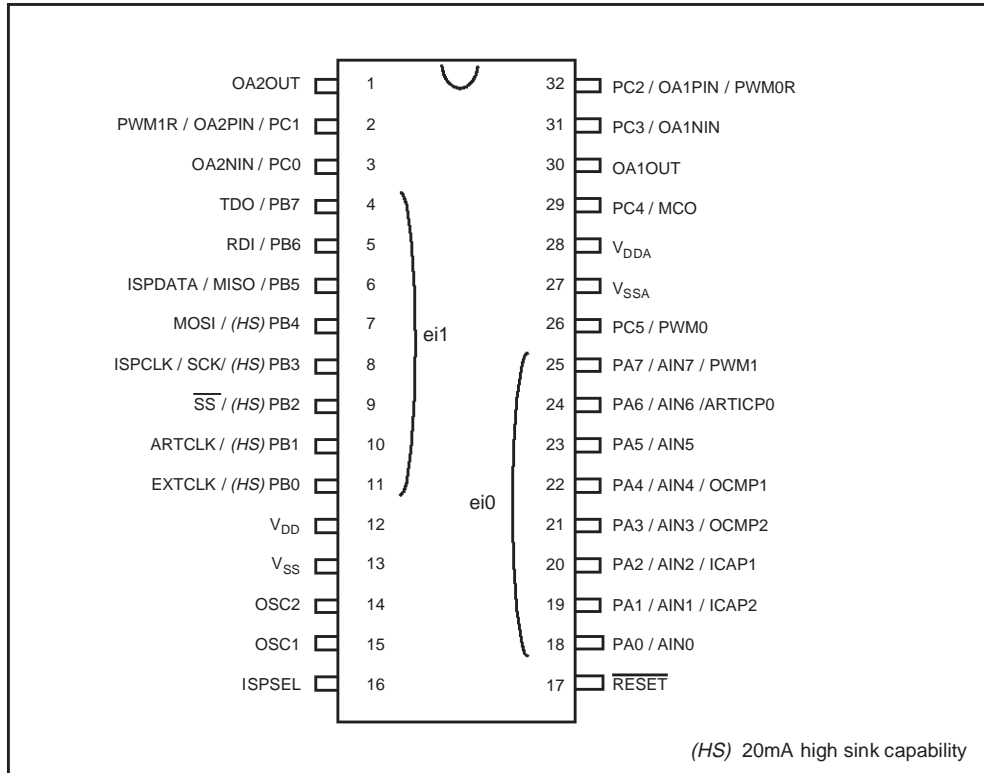 OA2OUT 1
PWM1R / OA2PIN / PC1 2
OA2NIN / PC0 3
TDO / PB7 4
RDI / PB6 5
ISPDATA / MISO / PB5 6
MOSI / (HS) PB4 7
ISPCLK / SCK/ (HS) PB3 8
SS / (HS) PB2 9
ARTCLK / (HS) PB1 10
EXTCLK / (HS) PB0 11
VDD 12
VSS 13
OSC2 14
OSC1 15
ISPSEL 16
ei1
ei0
32 PC2 / OA1PIN / PWM0R
31 PC3 / OA1NIN
30 OA1OUT
29 PC4 / MCO
28 VDDA
27 VSSA
26 PC5 / PWM0
25 PA7 / AIN7 / PWM1
24 PA6 / AIN6 /ARTICP0
23 PA5 / AIN5
22 PA4 / AIN4 / OCMP1
21 PA3 / AIN3 / OCMP2
20 PA2 / AIN2 / ICAP1
19 PA1 / AIN1 / ICAP2
18 PA0 / AIN0
17 RESET
(HS) 20mA high sink capability